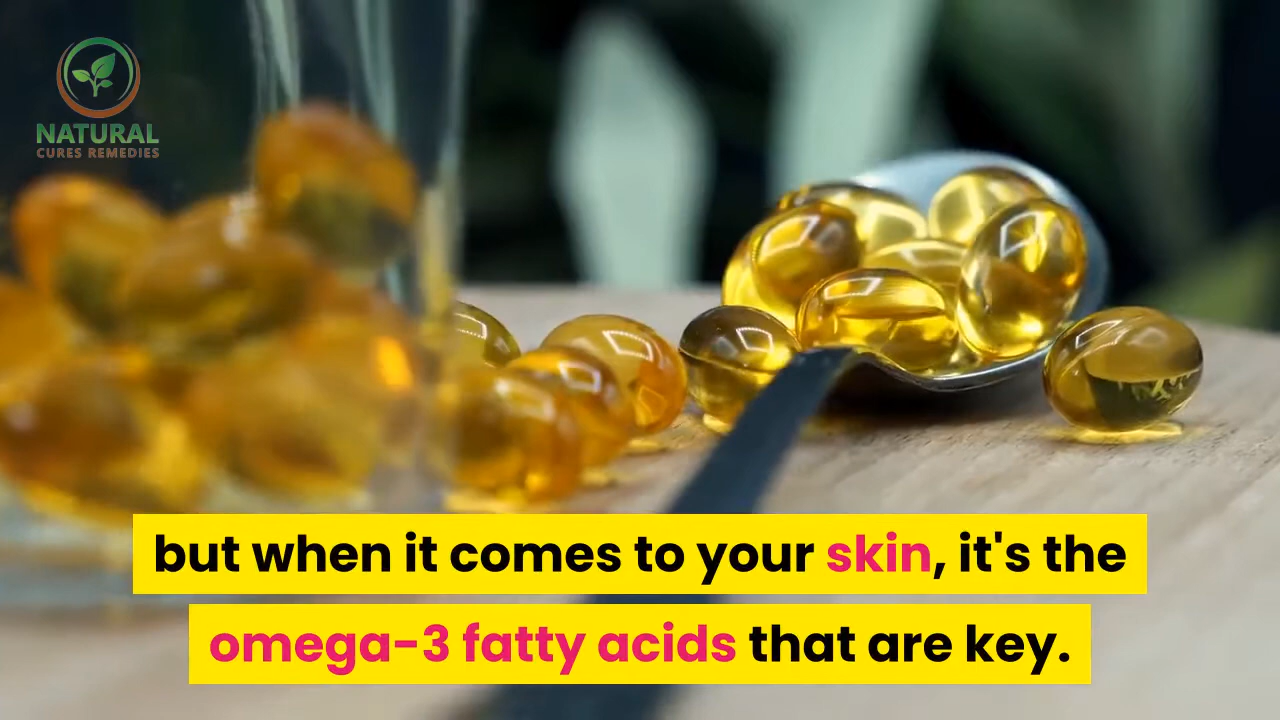 NATURAL
CURES REMEDIES
but when it comes to your skin, it's the
omega-3 fatty acids that are key.